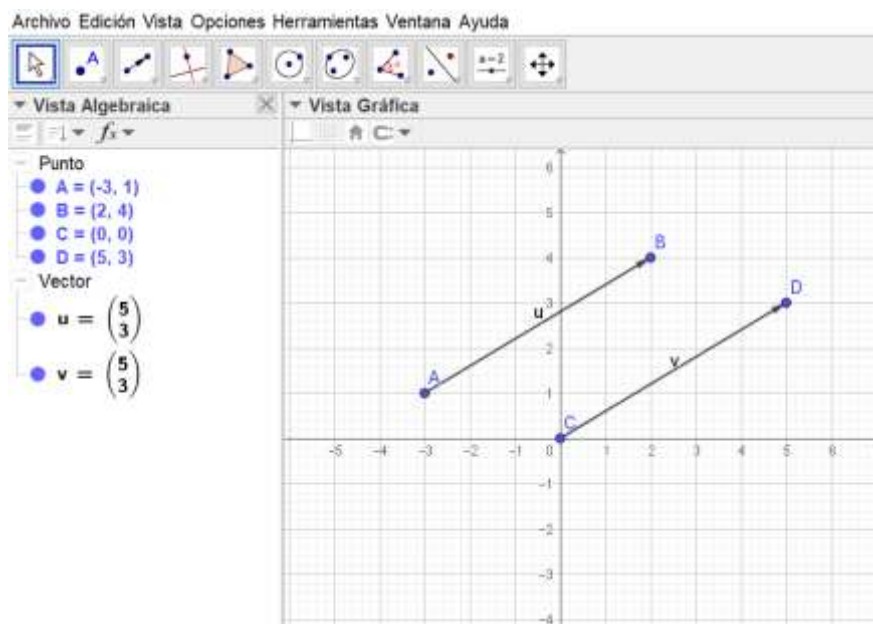 Archivo Edición Vista Opciones Herramientas Ventana Ayuda
A
a=2
Vista Algebraica
Vista Gráfica
fx
Punto
A = (-3, 1)
B = (2, 4)
C = (0, 0)
D = (5, 3)
Vector
u = (5
3)
v = (5
3)
6
5
B
4
D
3
u
2
v
A
1
C
-5 -4 -3 -2 -1 0 1 2 3 4 5 6
-1
-2
-3
-4